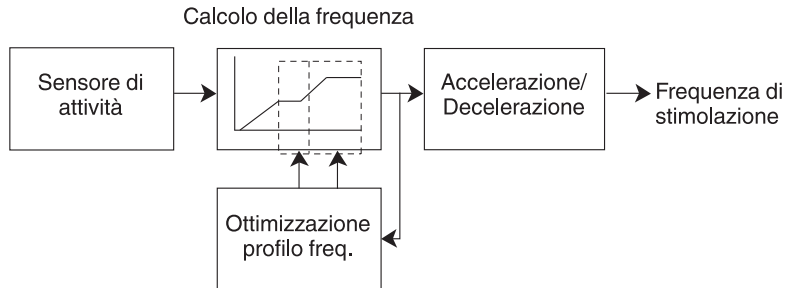 Calcolo della frequenza
Sensore di
attività
Accelerazione/
Decelerazione
Frequenza di
stimolazione
Ottimizzazione
profilo freq.